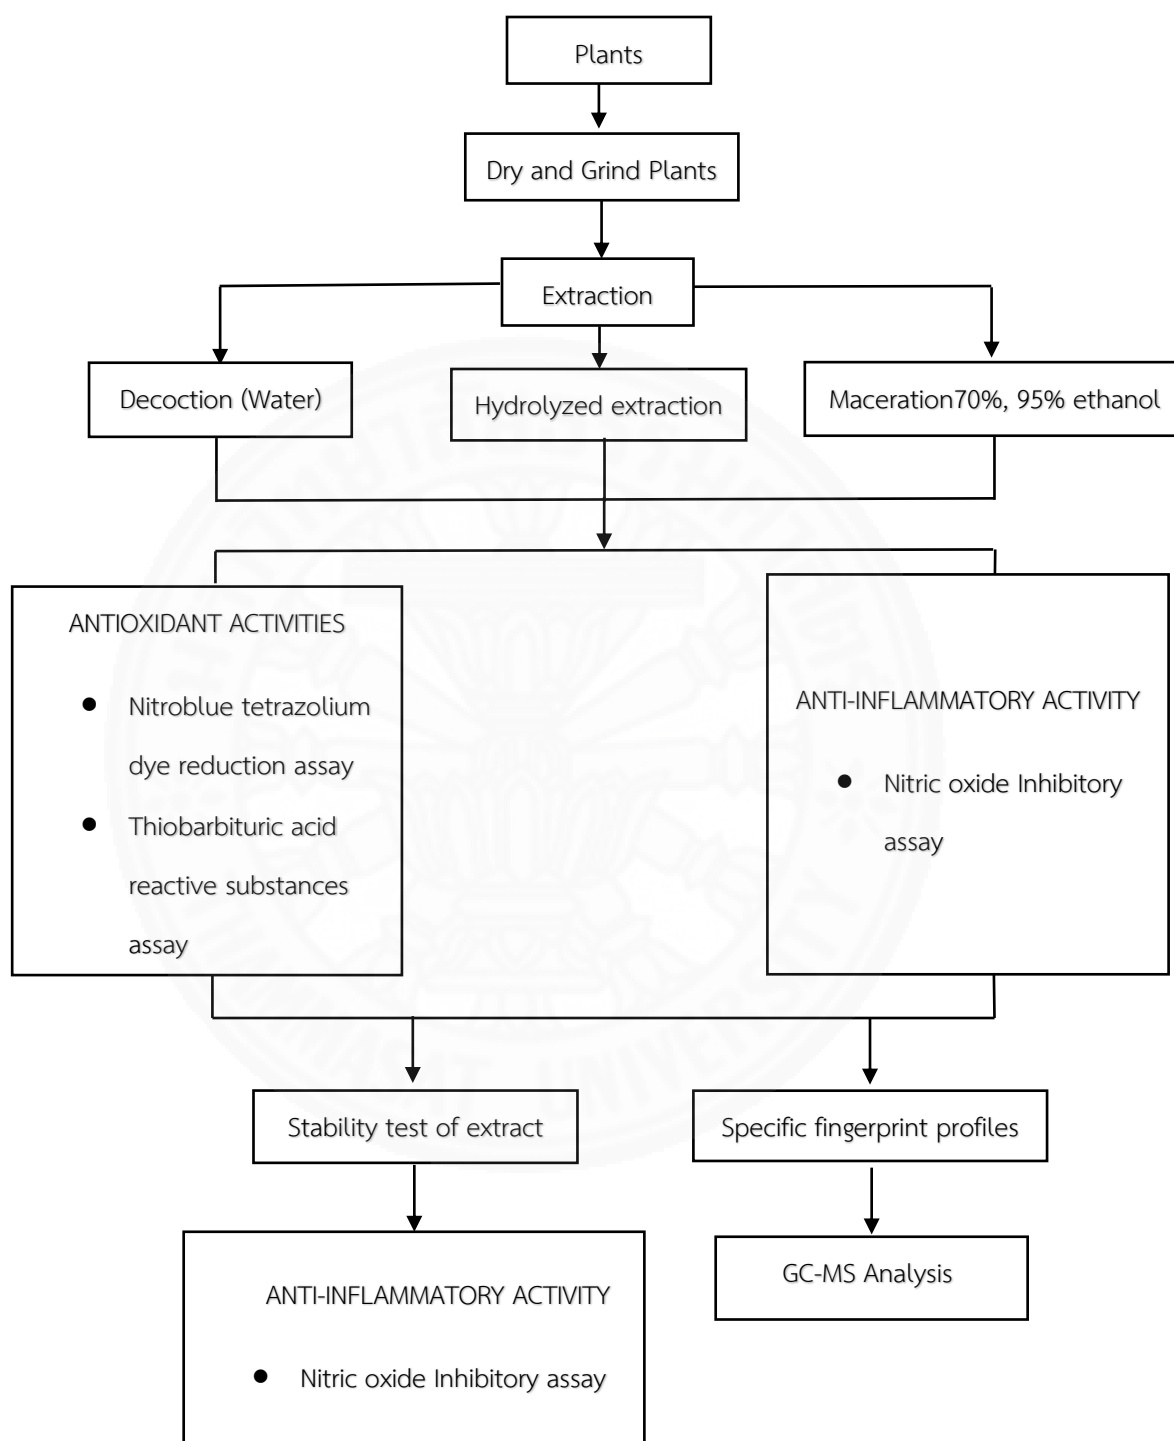 Plants
Dry and Grind Plants
Extraction
Decoction (Water)
Hydrolyzed extraction
Maceration70%, 95% ethanol
ANTIOXIDANT ACTIVITIES
● Nitroblue tetrazolium
dye reduction assay
● Thiobarbituric acid
reactive substances
assay
ANTI-INFLAMMATORY ACTIVITY
● Nitric oxide Inhibitory
assay
Stability test of extract
Specific fingerprint profiles
ANTI-INFLAMMATORY ACTIVITY
● Nitric oxide Inhibitory assay
GC-MS Analysis
THAMMASAT UNIVERSITY